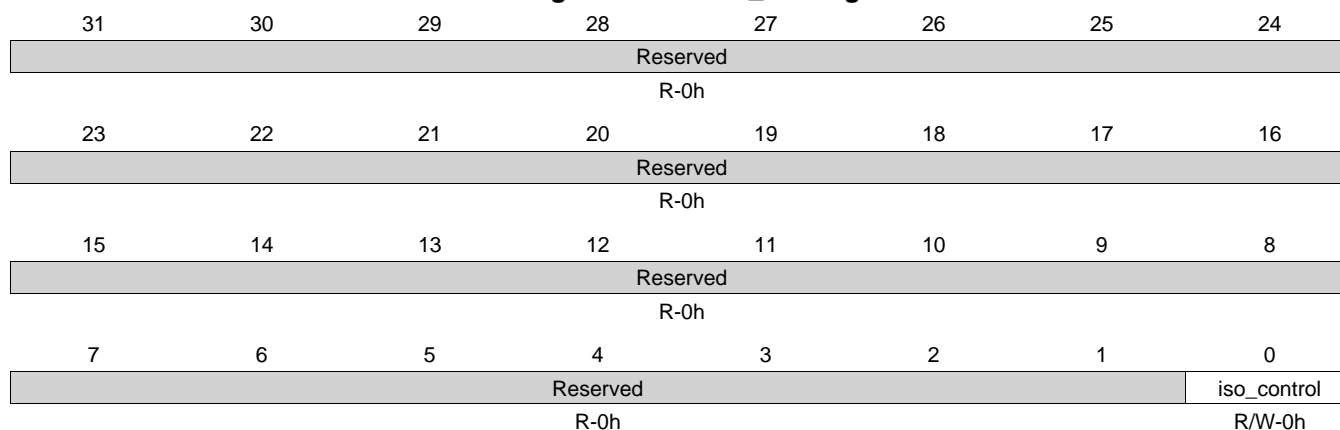 31 30 29 28 27 26 25 24
Reserved
R-0h
23 22 21 20 19 18 17 16
Reserved
R-0h
15 14 13 12 11 10 9 8
Reserved
R-0h
7 6 5 4 3 2 1 0
Reserved iso_control
R-0h R/W-0h